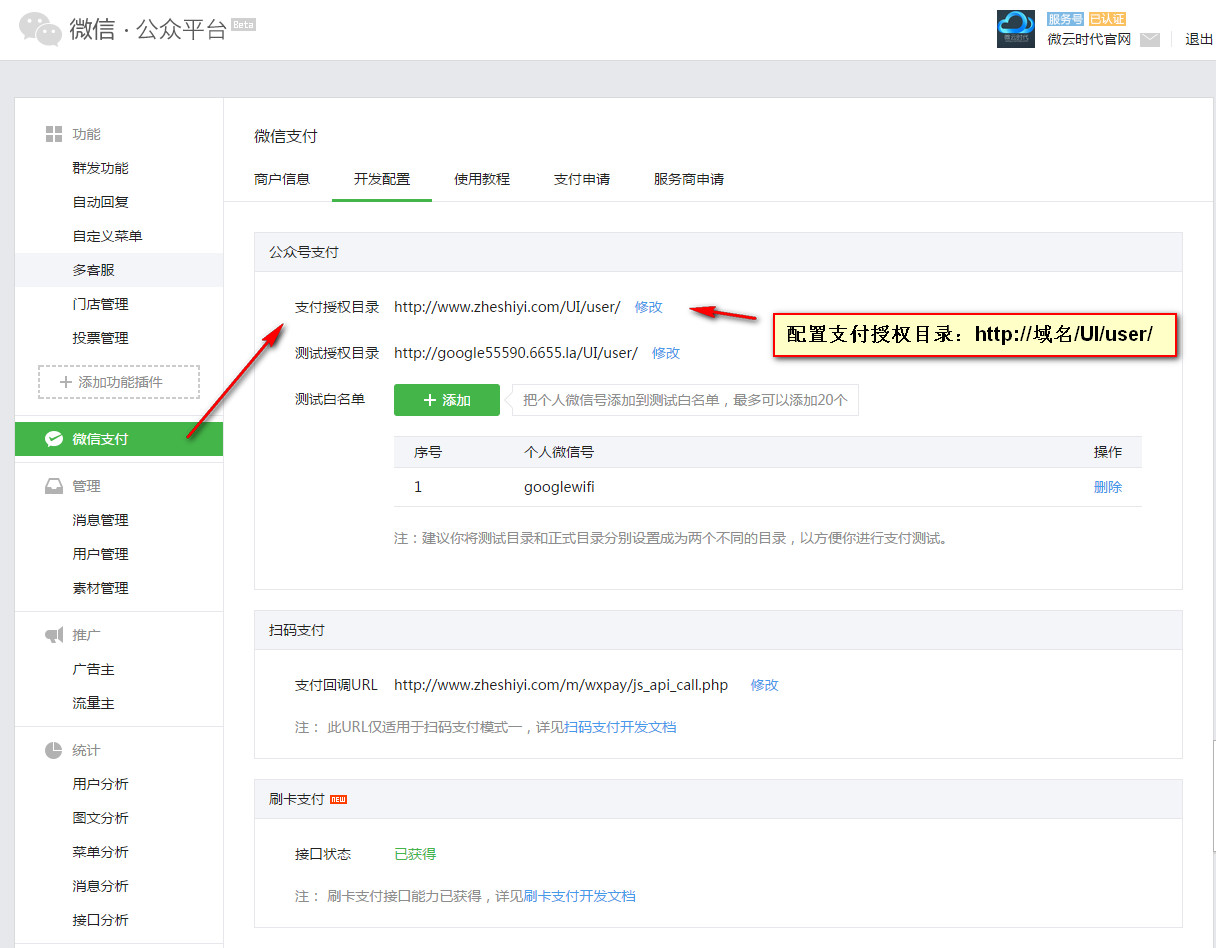 微信·公众平台 Beta
服务号 已认证
微云时代官网
退出
功能
群发功能
自动回复
自定义菜单
多客服
门店管理
投票管理
添加功能插件
微信支付
管理
消息管理
用户管理
素材管理
推广
广告主
流量主
统计
用户分析
图文分析
菜单分析
消息分析
接口分析
微信支付
商户信息 开发配置 使用教程 支付申请 服务商申请
公众号支付
支付授权目录 http://www.zheshiyi.com/UI/user/ 修改
配置支付授权目录：http://域名/UI/user/
测试授权目录 http://google55590.6655.la/UI/user/ 修改
测试白名单 添加 把个人微信号添加到测试白名单，最多可以添加20个
序号 个人微信号 操作
1 googlewifi 删除
注：建议你将测试目录和正式目录分别设置成为两个不同的目录，以方便你进行支付测试。
扫码支付
支付回调URL http://www.zheshiyi.com/m/wxpay/js_api_call.php 修改
注： 此URL仅适用于扫码支付模式一，详见扫码支付开发文档
刷卡支付 NEW
接口状态 已获得
注： 刷卡支付接口能力已获得，详见刷卡支付开发文档